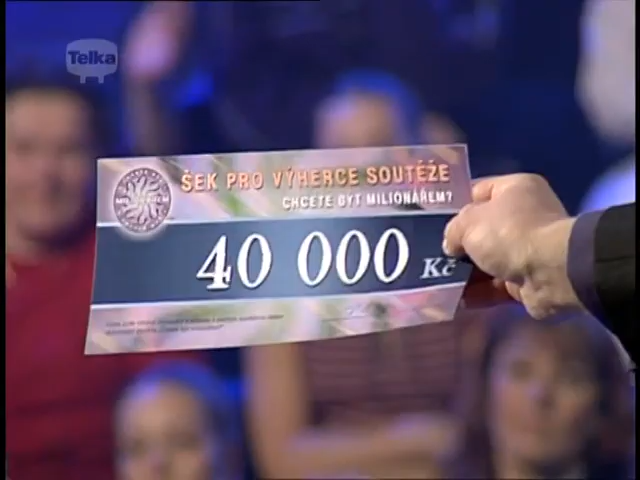 Telka
ŠEK PRO VÝHERCE SOUTĚŽE
CHCETE BÝT MILIONÁŘEM?
40 000 Kč